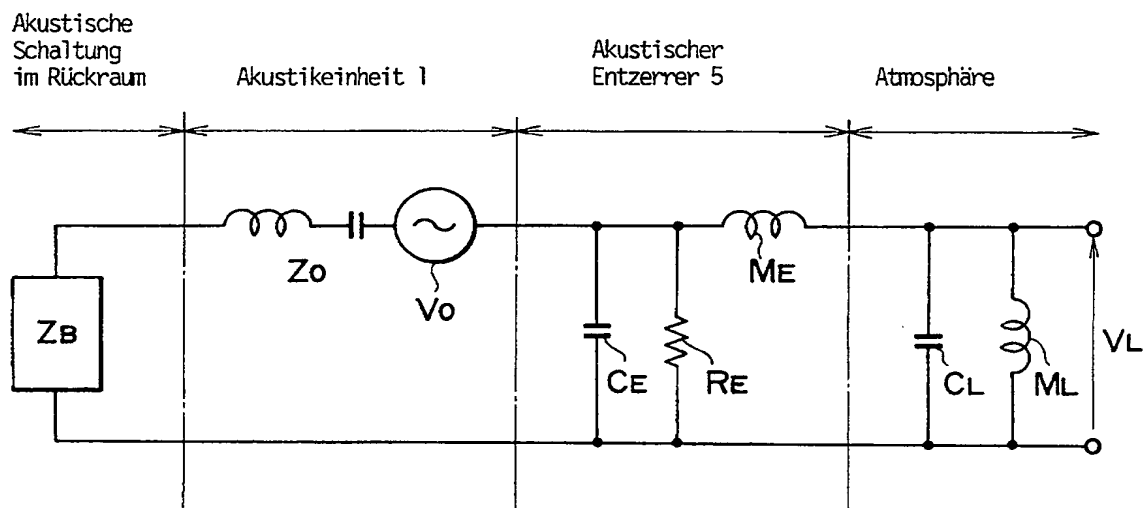 Akustische
Schaltung
im Rückraum
Akustikeinheit 1
Akustischer
Entzerrer 5
Atmosphäre
ZB
ZO
VO
CE
RE
ME
CL
ML
VL